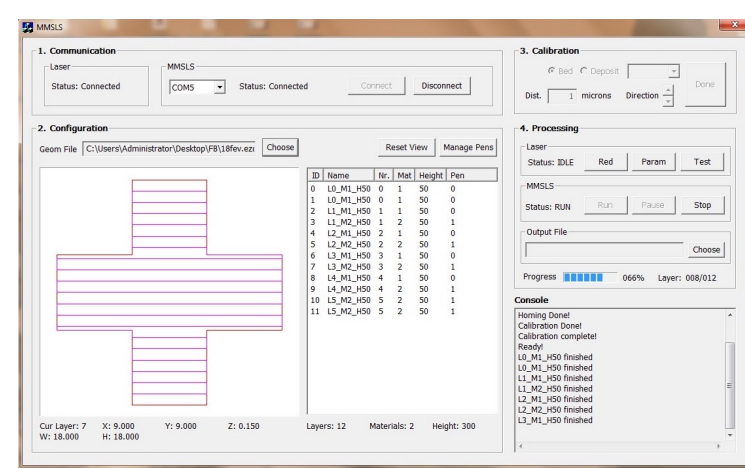 MMSLS
1. Communication
Laser
Status: Connected
MMSLS
COM5
Status: Connected
Connect
Disconnect
2. Configuration
Geom File
C:\Users\Administrator\Desktop\FB\18fev.ez
Choose
Reset View
Manage Pens
ID Name Nr. Mat Height Pen
0 L0_M1_H50 0 1 50 0
1 L0_M1_H50 0 1 50 0
2 L1_M1_H50 1 1 50 0
3 L1_M2_H50 1 2 50 1
4 L2_M1_H50 2 1 50 0
5 L2_M2_H50 2 2 50 1
6 L3_M1_H50 3 1 50 0
7 L3_M2_H50 3 2 50 1
8 L4_M1_H50 4 1 50 0
9 L4_M2_H50 4 2 50 1
10 L5_M2_H50 5 2 50 1
11 L5_M2_H50 5 2 50 1
Cur Layer: 7 X: 9.000 Y: 9.000 Z: 0.150
W: 18.000 H: 18.000
Layers: 12 Materials: 2 Height: 300
3. Calibration
Bed Deposit
Dist. 1 microns Direction
Done
4. Processing
Laser
Status: IDLE Red Param Test
MMSLS
Status: RUN Run Pause Stop
Output File
Choose
Progress 066% Layer: 008/012
Console
Homing Done!
Calibration Done!
Calibration complete!
Ready!
L0_M1_H50 finished
L0_M1_H50 finished
L1_M1_H50 finished
L1_M2_H50 finished
L2_M1_H50 finished
L2_M2_H50 finished
L3_M1_H50 finished